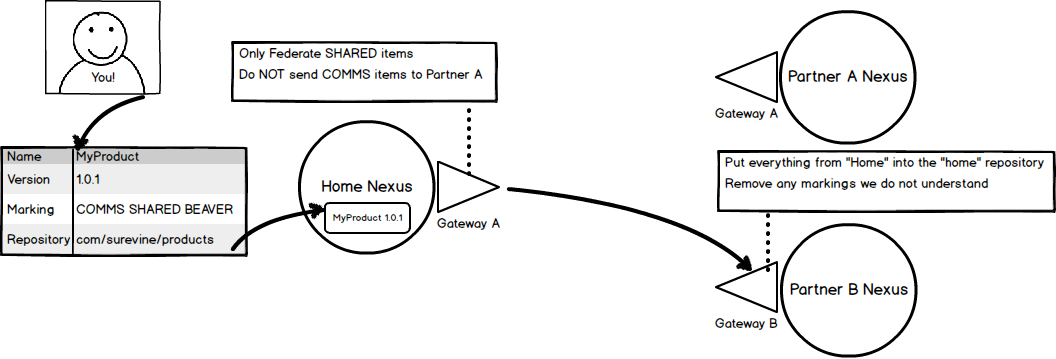 You!
Only Federate SHARED items
Do NOT send COMMS items to Partner A
Name MyProduct
Version 1.0.1
Marking COMMS SHARED BEAVER
Repository com/surevine/products
Home Nexus
MyProduct 1.0.1
Gateway A
Partner A Nexus
Gateway A
Put everything from "Home" into the "home" repository
Remove any markings we do not understand
Partner B Nexus
Gateway B